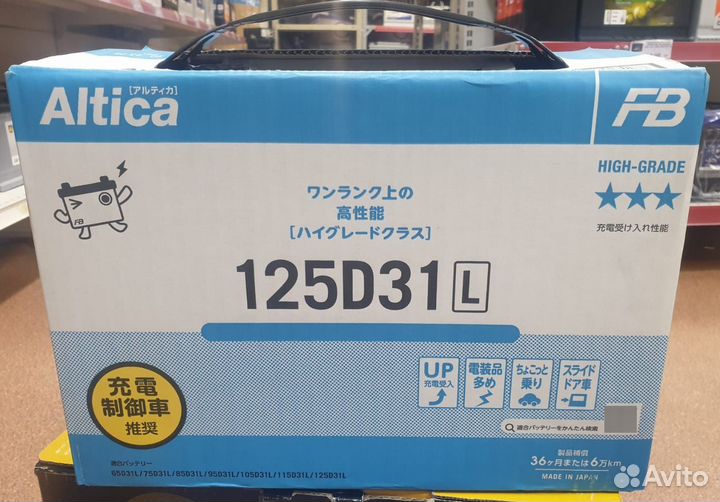 [アルティカ]
Altica
FB
HIGH-GRADE
★★★
充電受け入れ性能
FB
ワンランク上の
高性能
[ハイグレードクラス]
125D31 L
充電
制御車
推奨
UP
充電受入
電装品
多め
ちょこっと
乗り
スライド
ドア車
適合バッテリーをかんたん検索
適合バッテリー
65D31L/75D31L/85D31L/95D31L/105D31L/115D31L/125D31L
製品補償
36ヶ月または6万km
MADE IN JAPAN
Avito